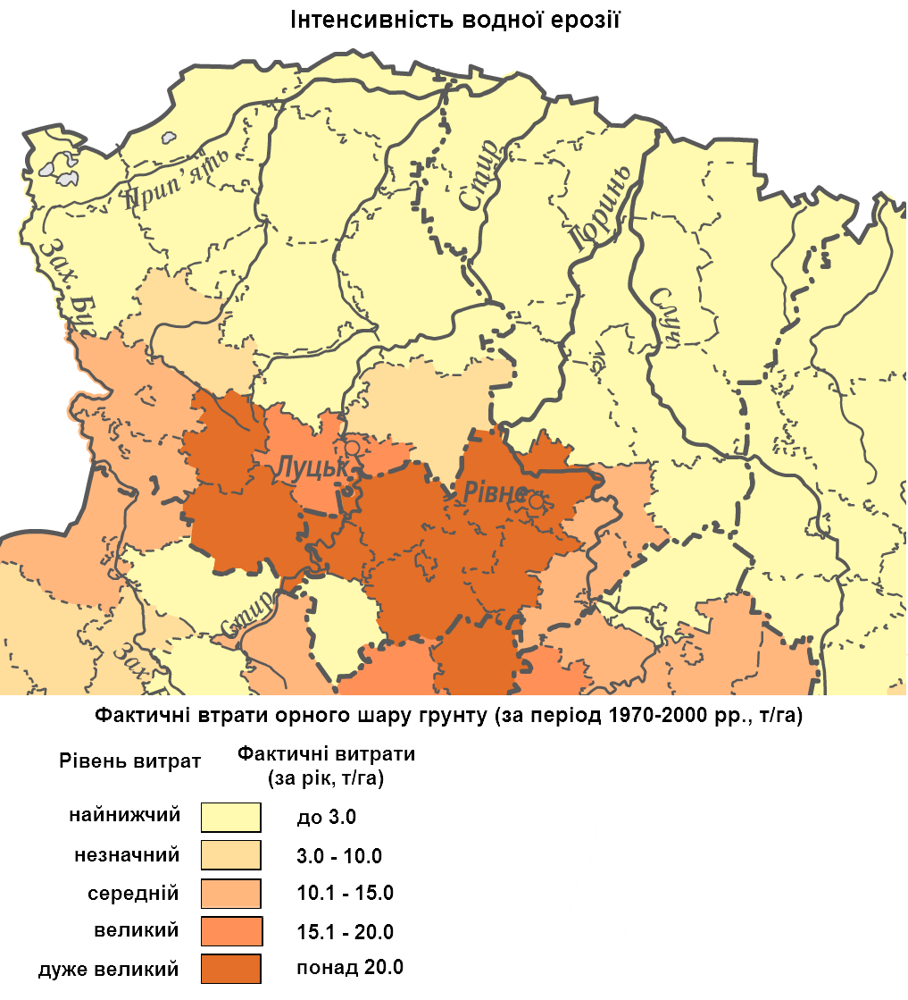 Інтенсивність водної ерозії
Прип'ять
Стир
Горинь
Зах. Буг
Случ
Луцьк
Рівне
Стир
Зах. Б
Фактичні втрати орного шару грунту (за період 1970-2000 рр., т/га)
Рівень витрат
Фактичні витрати
(за рік, т/га)
найнижчий до 3.0
незначний 3.0 - 10.0
середній 10.1 - 15.0
великий 15.1 - 20.0
дуже великий понад 20.0